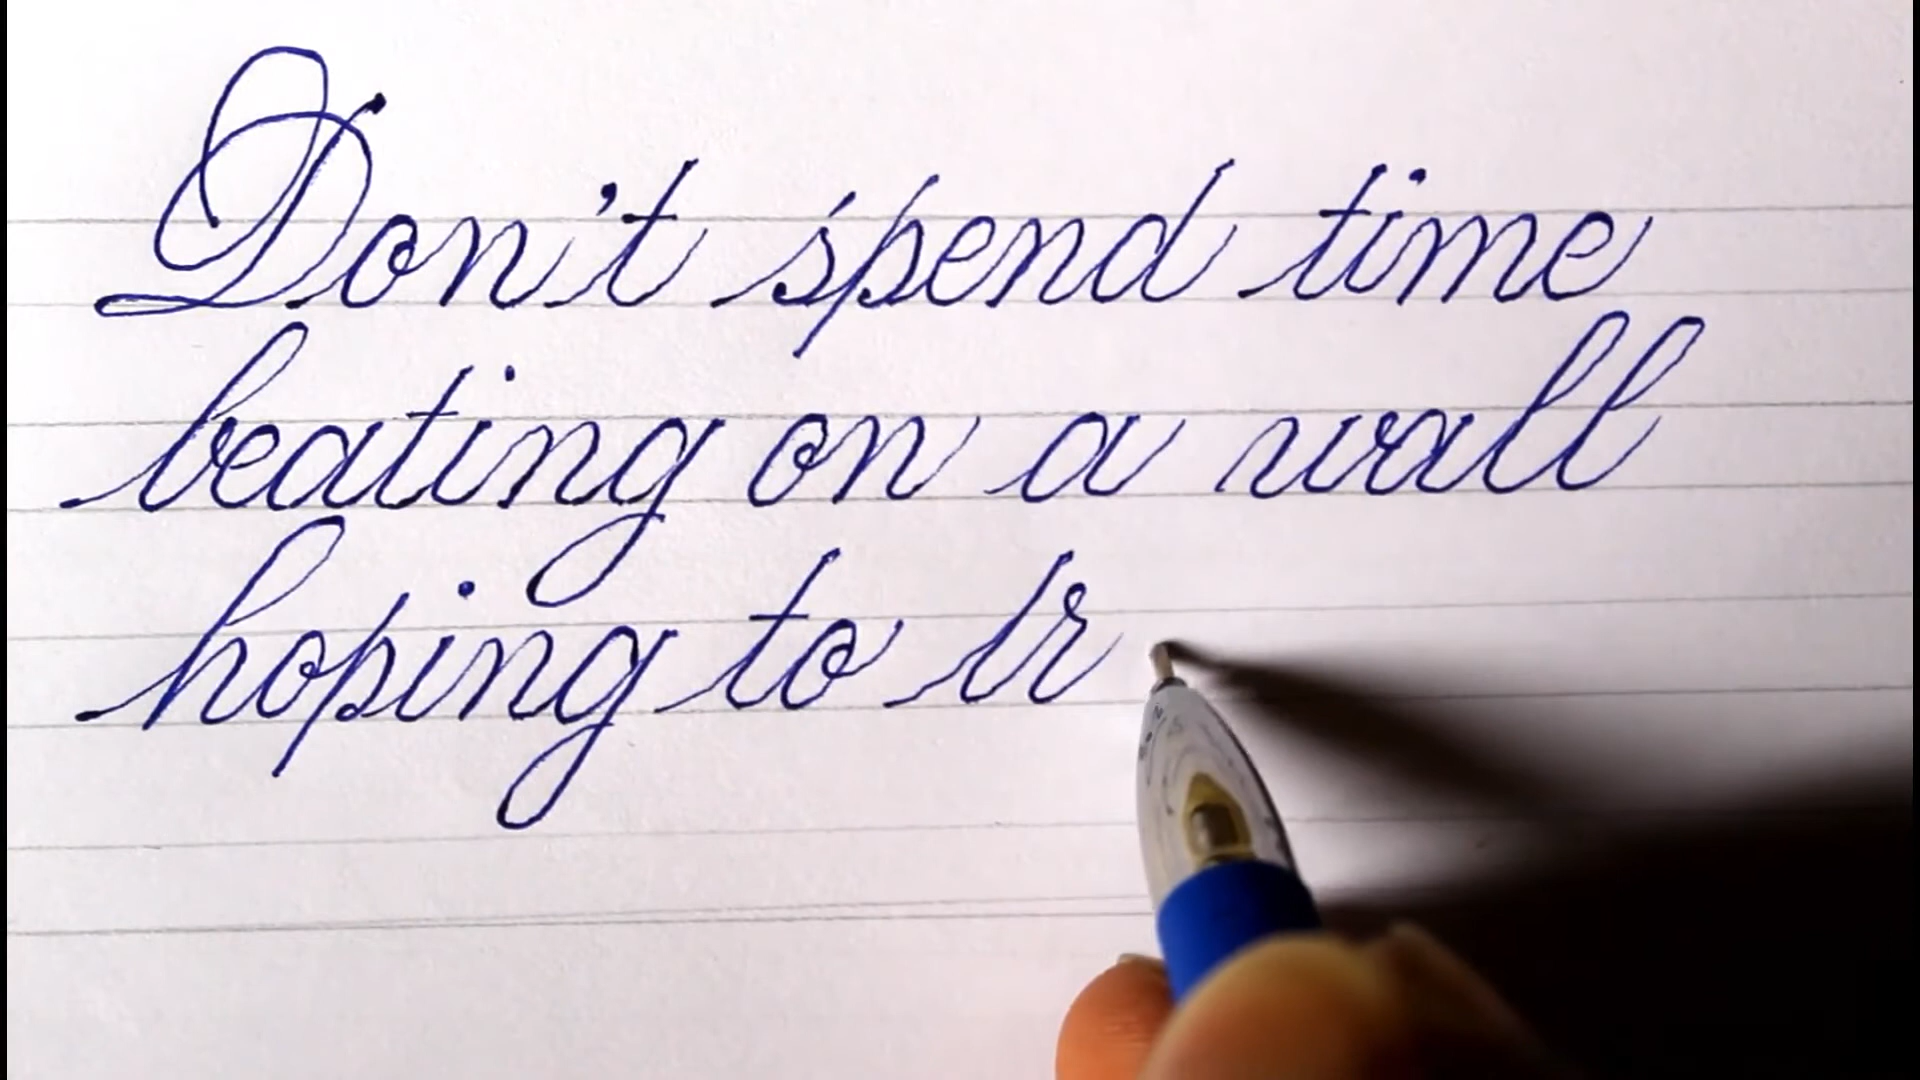 Don't spend time
beating on a wall
hoping to tr